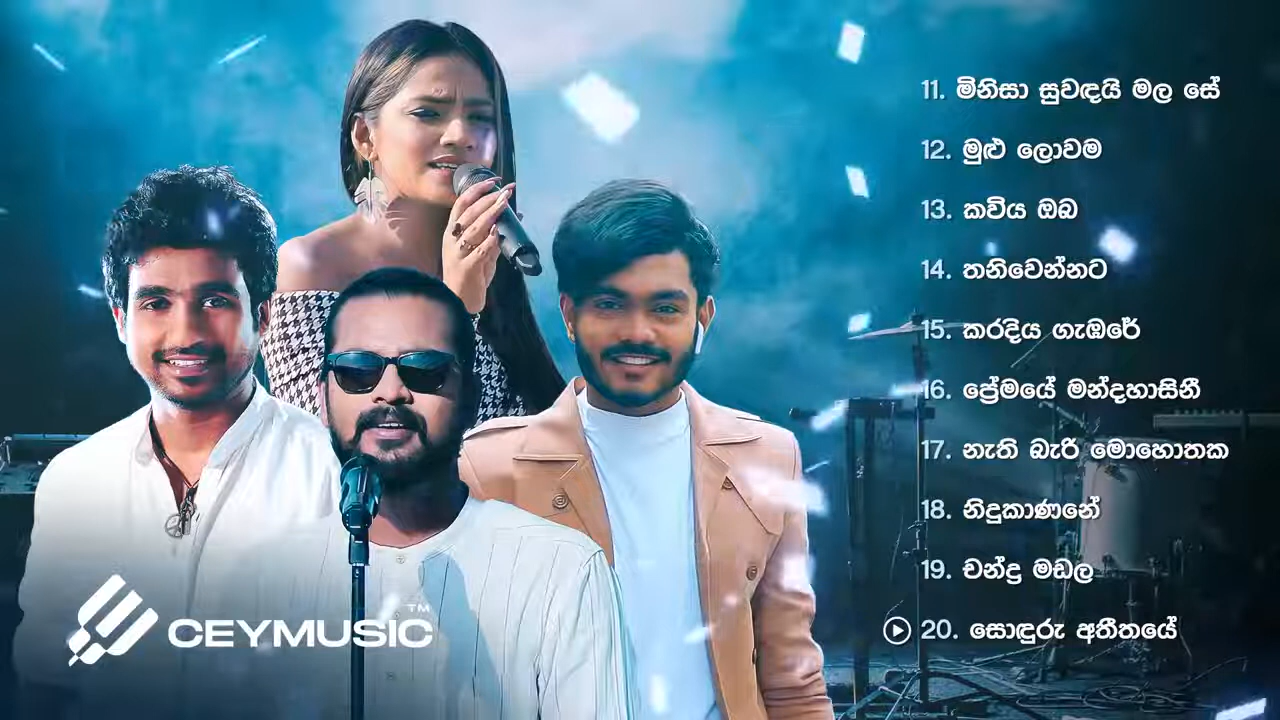 11. මිනිසා සුවඳයි මල සේ
12. මුළු ලොවම
13. කවිය ඔබ
14. තනිවෙන්නට
15. කරදිය ගැඹරේ
16. ප්‍රේමයේ මන්දහාසිනී
17. නැති බැරි මොහොතක
18. නිදුකාණනේ
19. චන්ද්‍ර මඩල
20. සොඳුරු අතීතයේ
CEYMUSIC™